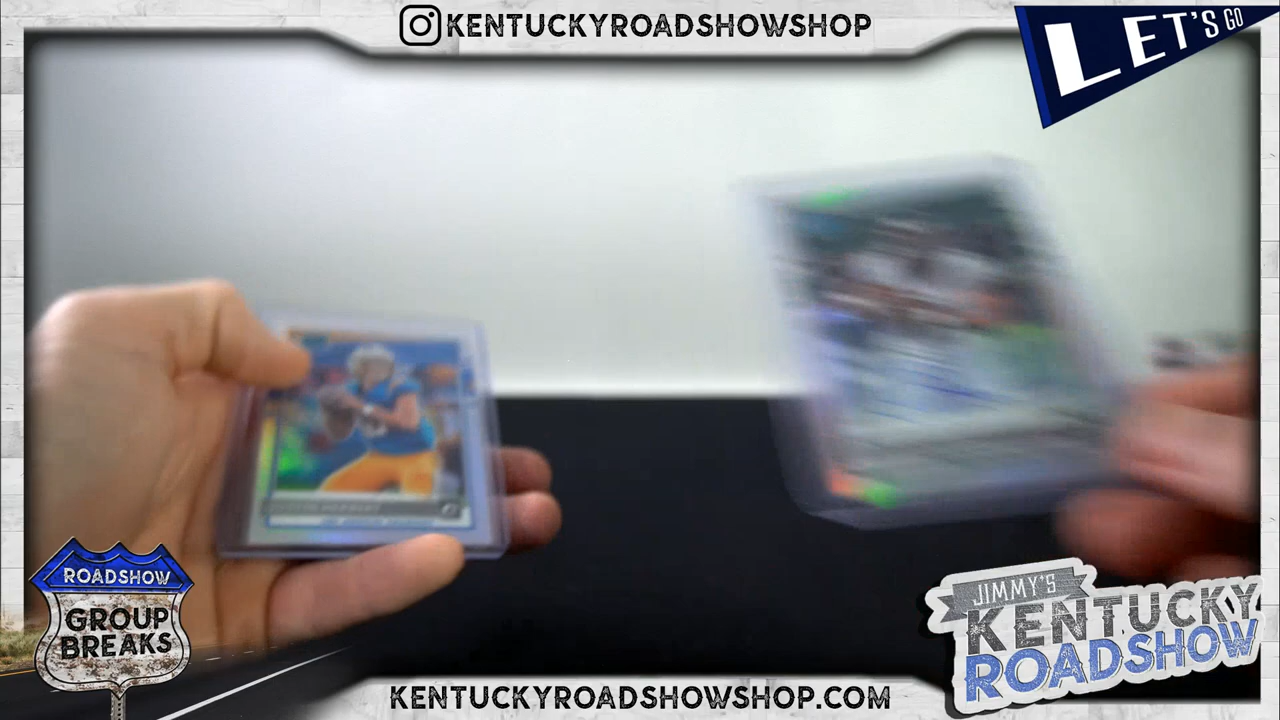 KENTUCKYROADSHOWSHOP
LET'S GO
ROADSHOW
GROUP
BREAKS
JIMMY'S
KENTUCKY
ROADSHOW
KENTUCKYROADSHOWSHOP.COM